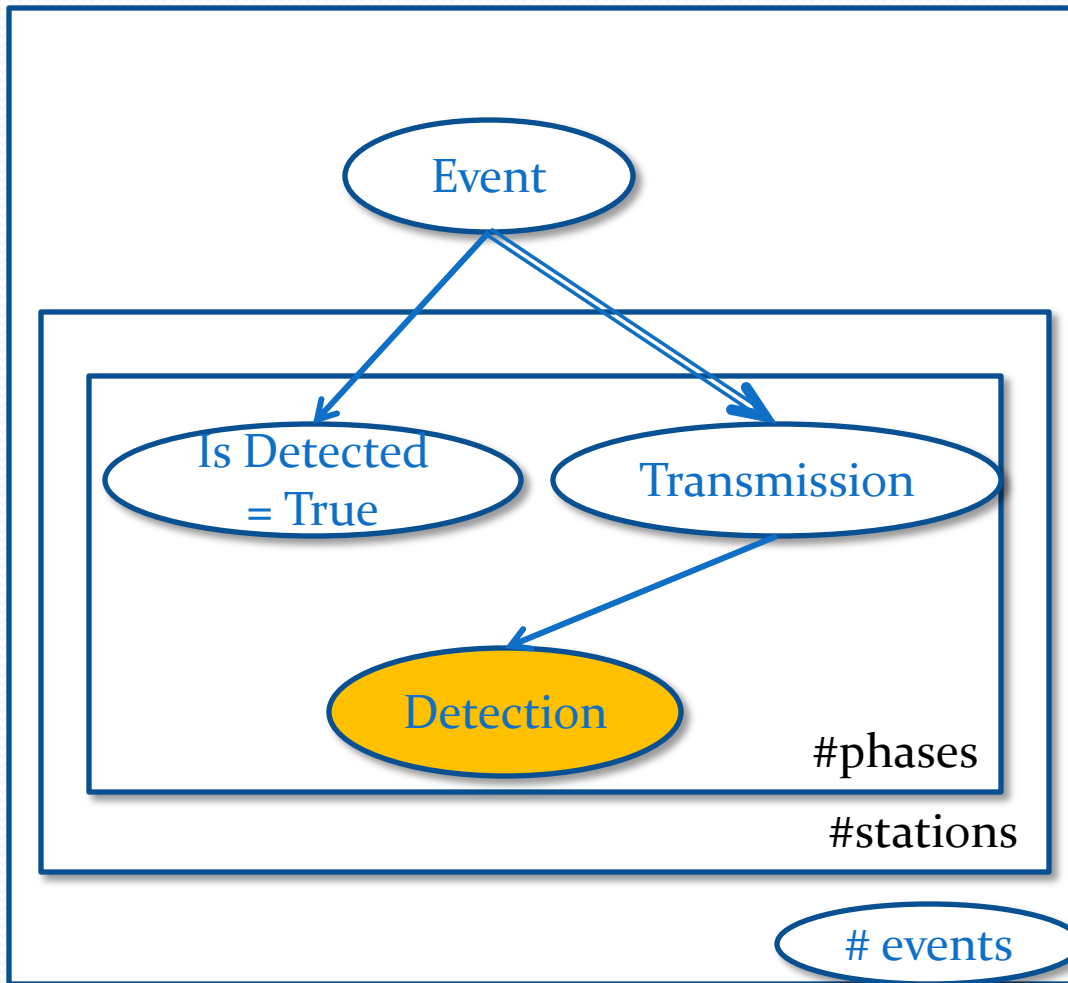 Event
Is Detected
= True
Transmission
Detection
#phases
#stations
# events